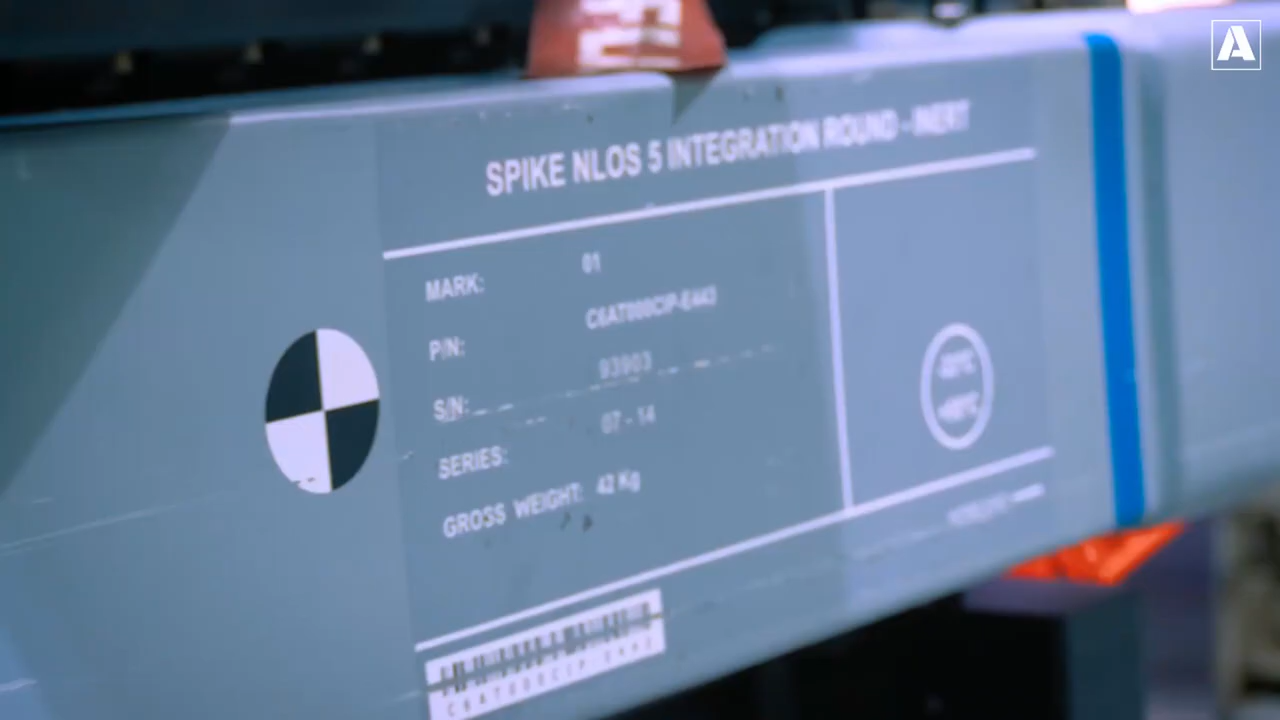 SPIKE NLOS 5 INTEGRATION ROUND - INERT
MARK: 01
P/N: C6AT000CIP-E443
S/N: 93903
SERIES: 07 - 14
GROSS WEIGHT: 42 Kg
A